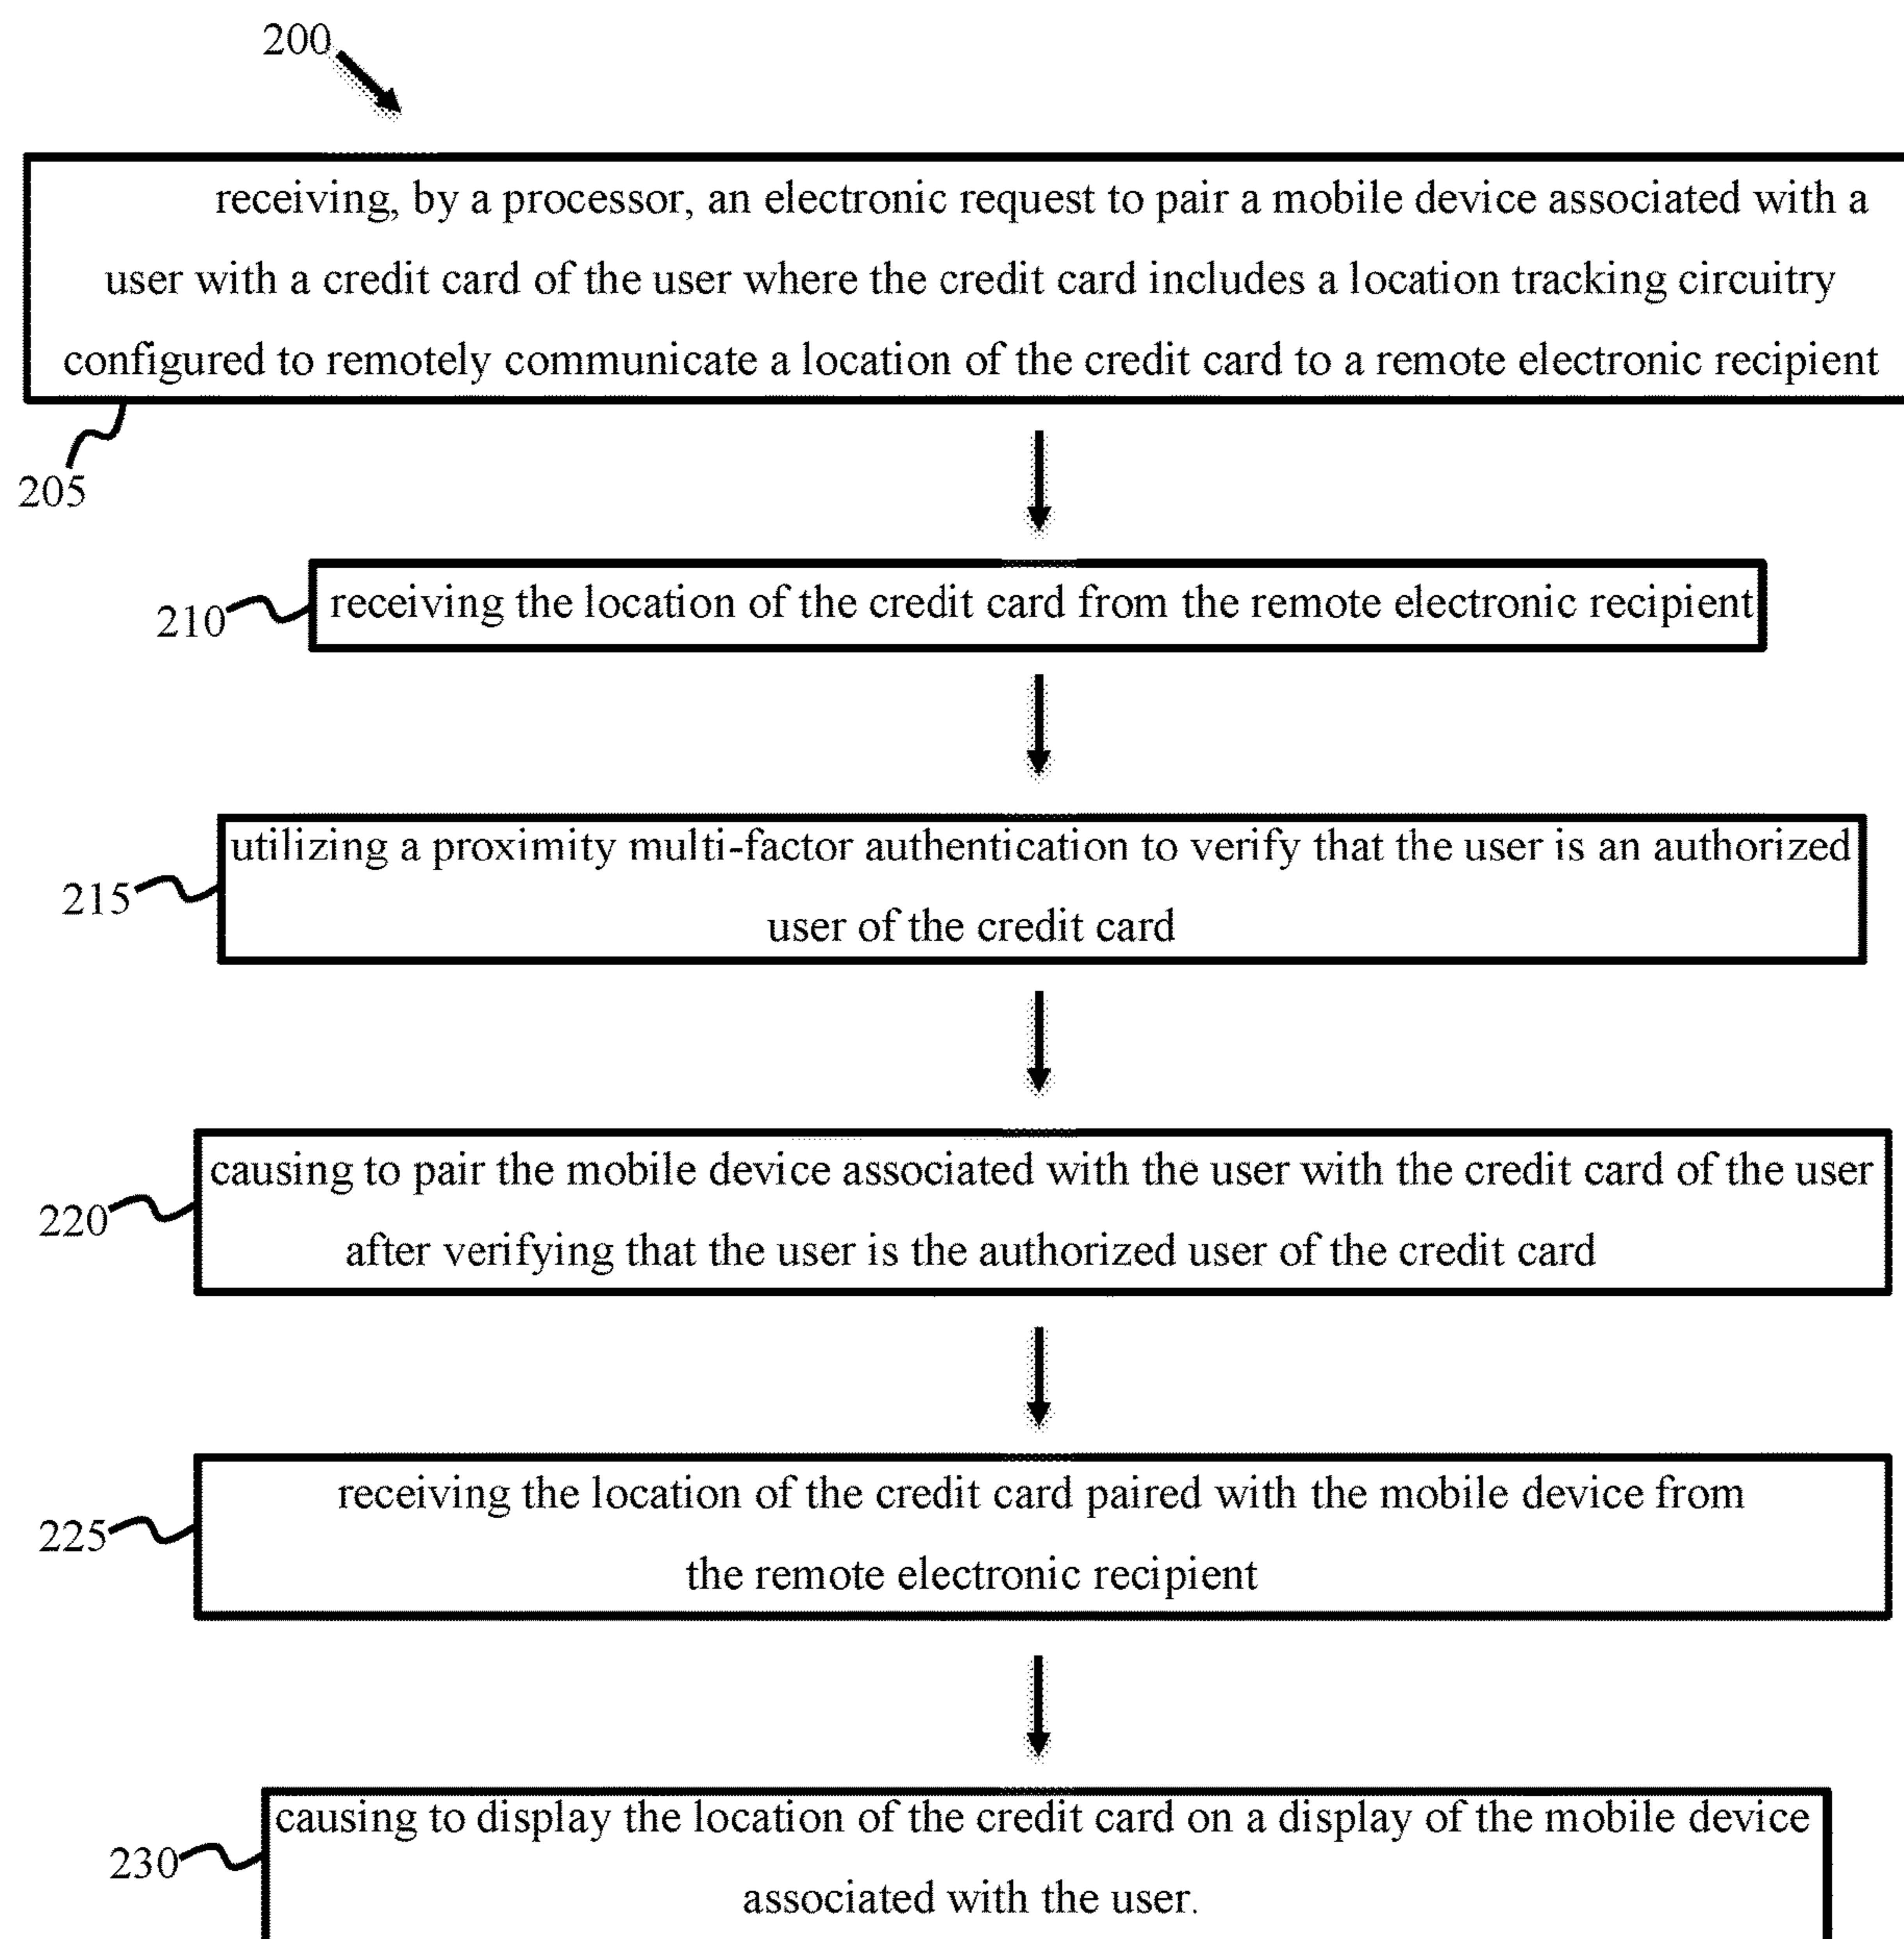 200
receiving, by a processor, an electronic request to pair a mobile device associated with a
user with a credit card of the user where the credit card includes a location tracking circuitry
configured to remotely communicate a location of the credit card to a remote electronic recipient
205
receiving the location of the credit card from the remote electronic recipient
210
utilizing a proximity multi-factor authentication to verify that the user is an authorized
user of the credit card
215
causing to pair the mobile device associated with the user with the credit card of the user
after verifying that the user is the authorized user of the credit card
220
receiving the location of the credit card paired with the mobile device from
the remote electronic recipient
225
causing to display the location of the credit card on a display of the mobile device
associated with the user.
230